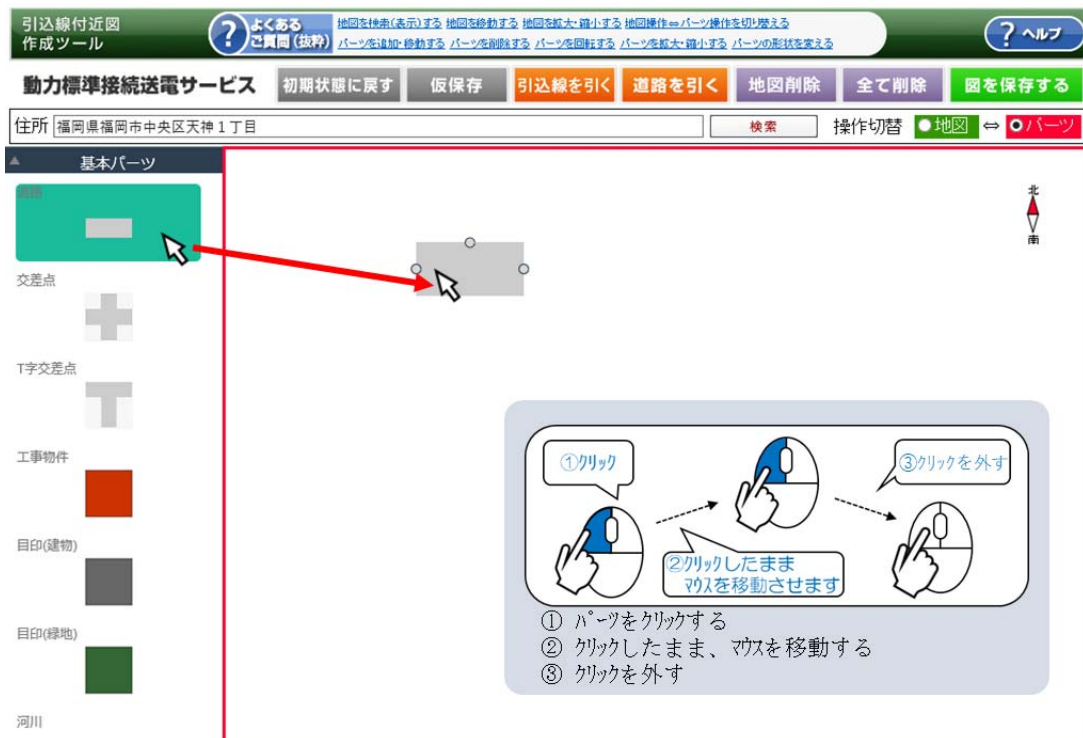 引込線付近図
作成ツール
?
よくある
ご質問(抜粋)
地図を検索(表示)する 地図を移動する 地図を拡大・縮小する 地図操作⇔パーツ操作を切り替える
パーツを追加・移動する パーツを削除する パーツを回転する パーツを拡大・縮小する パーツの形状を変える
? ヘルプ
動力標準接続送電サービス 初期状態に戻す 仮保存 引込線を引く 道路を引く 地図削除 全て削除 図を保存する
住所 福岡県福岡市中央区天神1丁目 検索 操作切替 地図 ⇔ パーツ
基本パーツ
道路
北
南
交差点
T字交差点
工事物件
目印(建物)
目印(緑地)
河川
①クリック
③クリックを外す
②クリックしたまま
マウスを移動させます
① パーツをクリックする
② クリックしたまま、マウスを移動する
③ クリックを外す